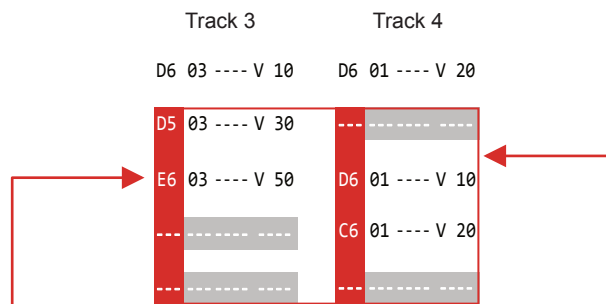 Track 3 Track 4
D6 03 ---- V 10 D6 01 ---- V 20
D5 03 ---- V 30 --- ------ ----
E6 03 ---- V 50 D6 01 ---- V 10
--- ------ ---- C6 01 ---- V 20
--- ------ ---- --- ------ ----